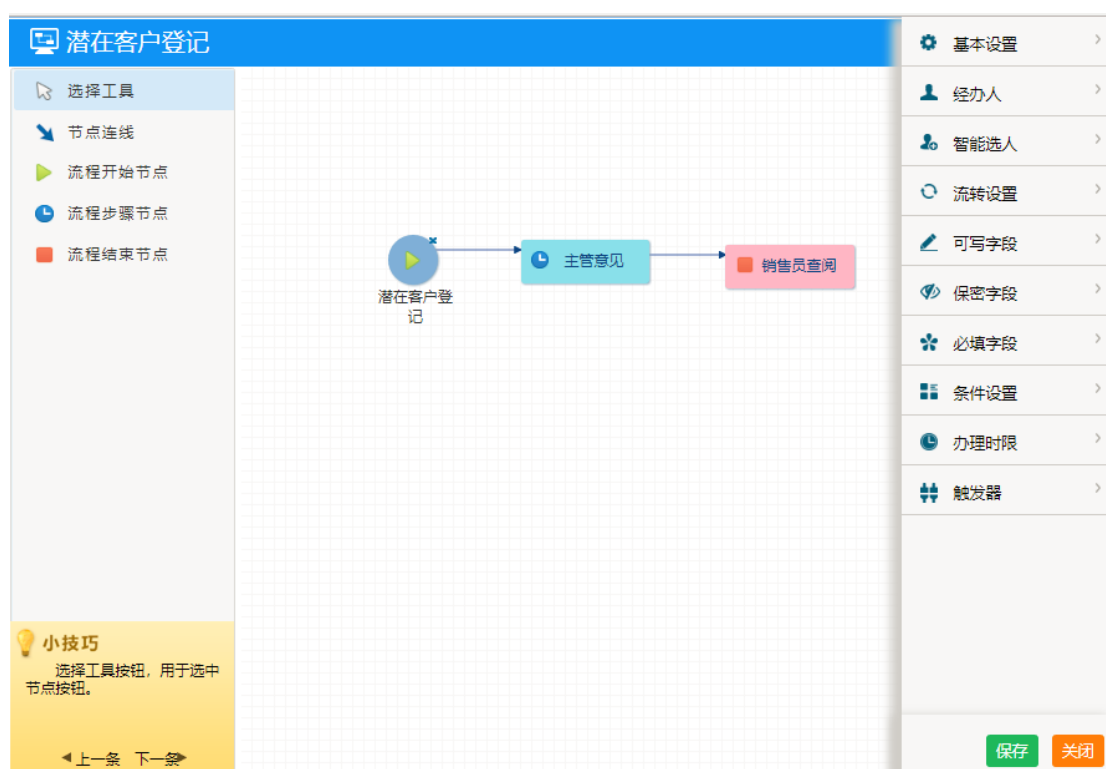 潜在客户登记
选择工具
节点连线
流程开始节点
流程步骤节点
流程结束节点
小技巧
选择工具按钮，用于选中
节点按钮。
上一条 下一条
潜在客户登
记
主管意见
销售员查阅
基本设置
经办人
智能选人
流转设置
可写字段
保密字段
必填字段
条件设置
办理时限
触发器
保存 关闭